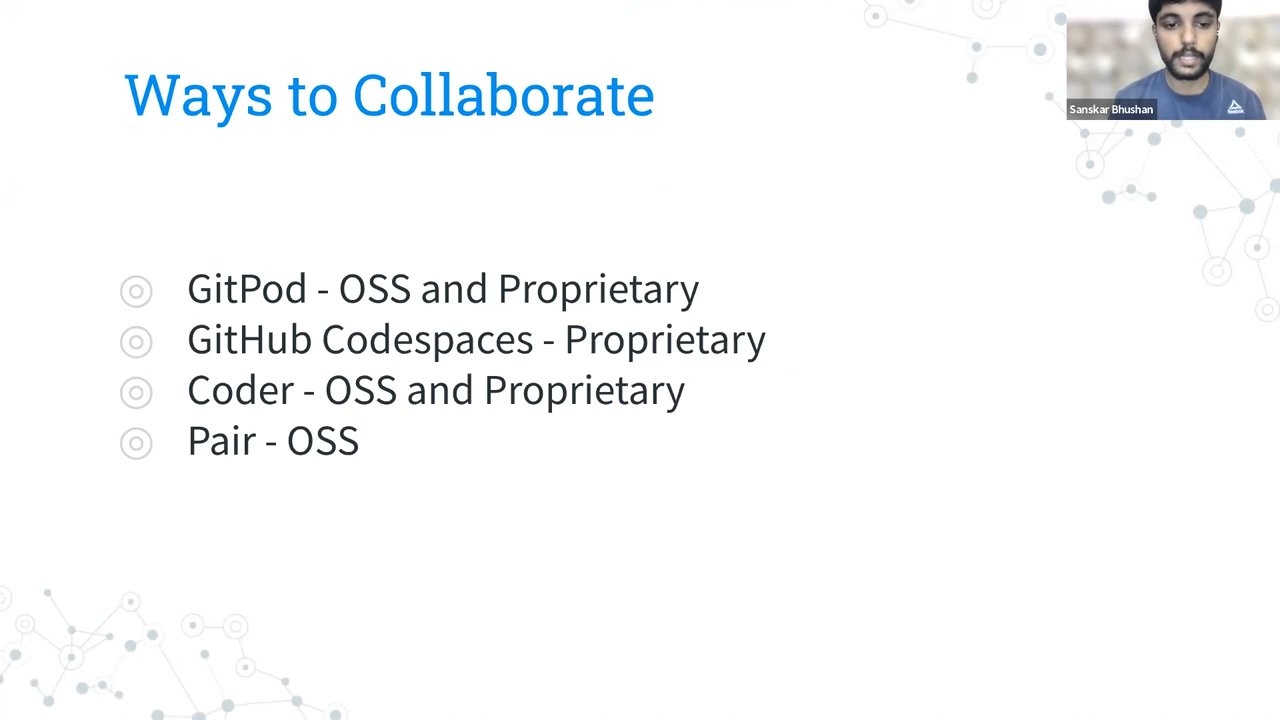 Ways to Collaborate
Sanskar Bhushan
GitPod - OSS and Proprietary
GitHub Codespaces - Proprietary
Coder - OSS and Proprietary
Pair - OSS